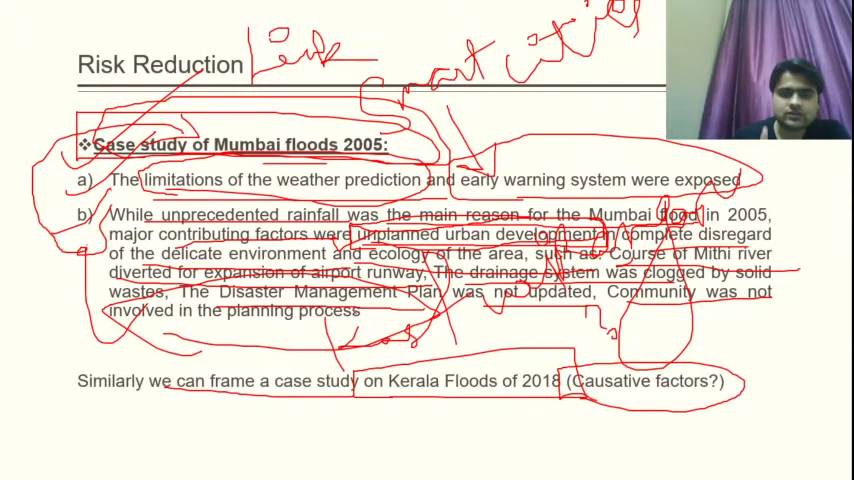 Risk Reduction
Smart cities
❖Case study of Mumbai floods 2005:
a) The limitations of the weather prediction and early warning system were exposed
b) While unprecedented rainfall was the main reason for the Mumbai flood in 2005,
major contributing factors were unplanned urban development in complete disregard
of the delicate environment and ecology of the area, such as: Course of Mithi river
diverted for expansion of airport runway, The drainage system was clogged by solid
wastes, The Disaster Management Plan was not updated, Community was not
involved in the planning process
Similarly we can frame a case study on Kerala Floods of 2018 (Causative factors?)